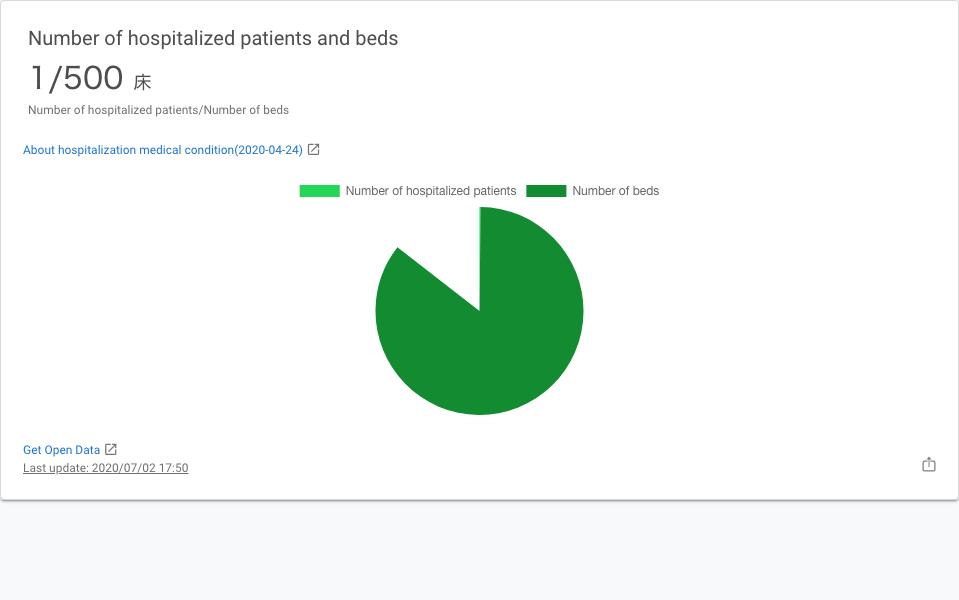 Number of hospitalized patients and beds
1/500 床
Number of hospitalized patients/Number of beds
About hospitalization medical condition(2020-04-24)
Number of hospitalized patients Number of beds
Get Open Data
Last update: 2020/07/02 17:50